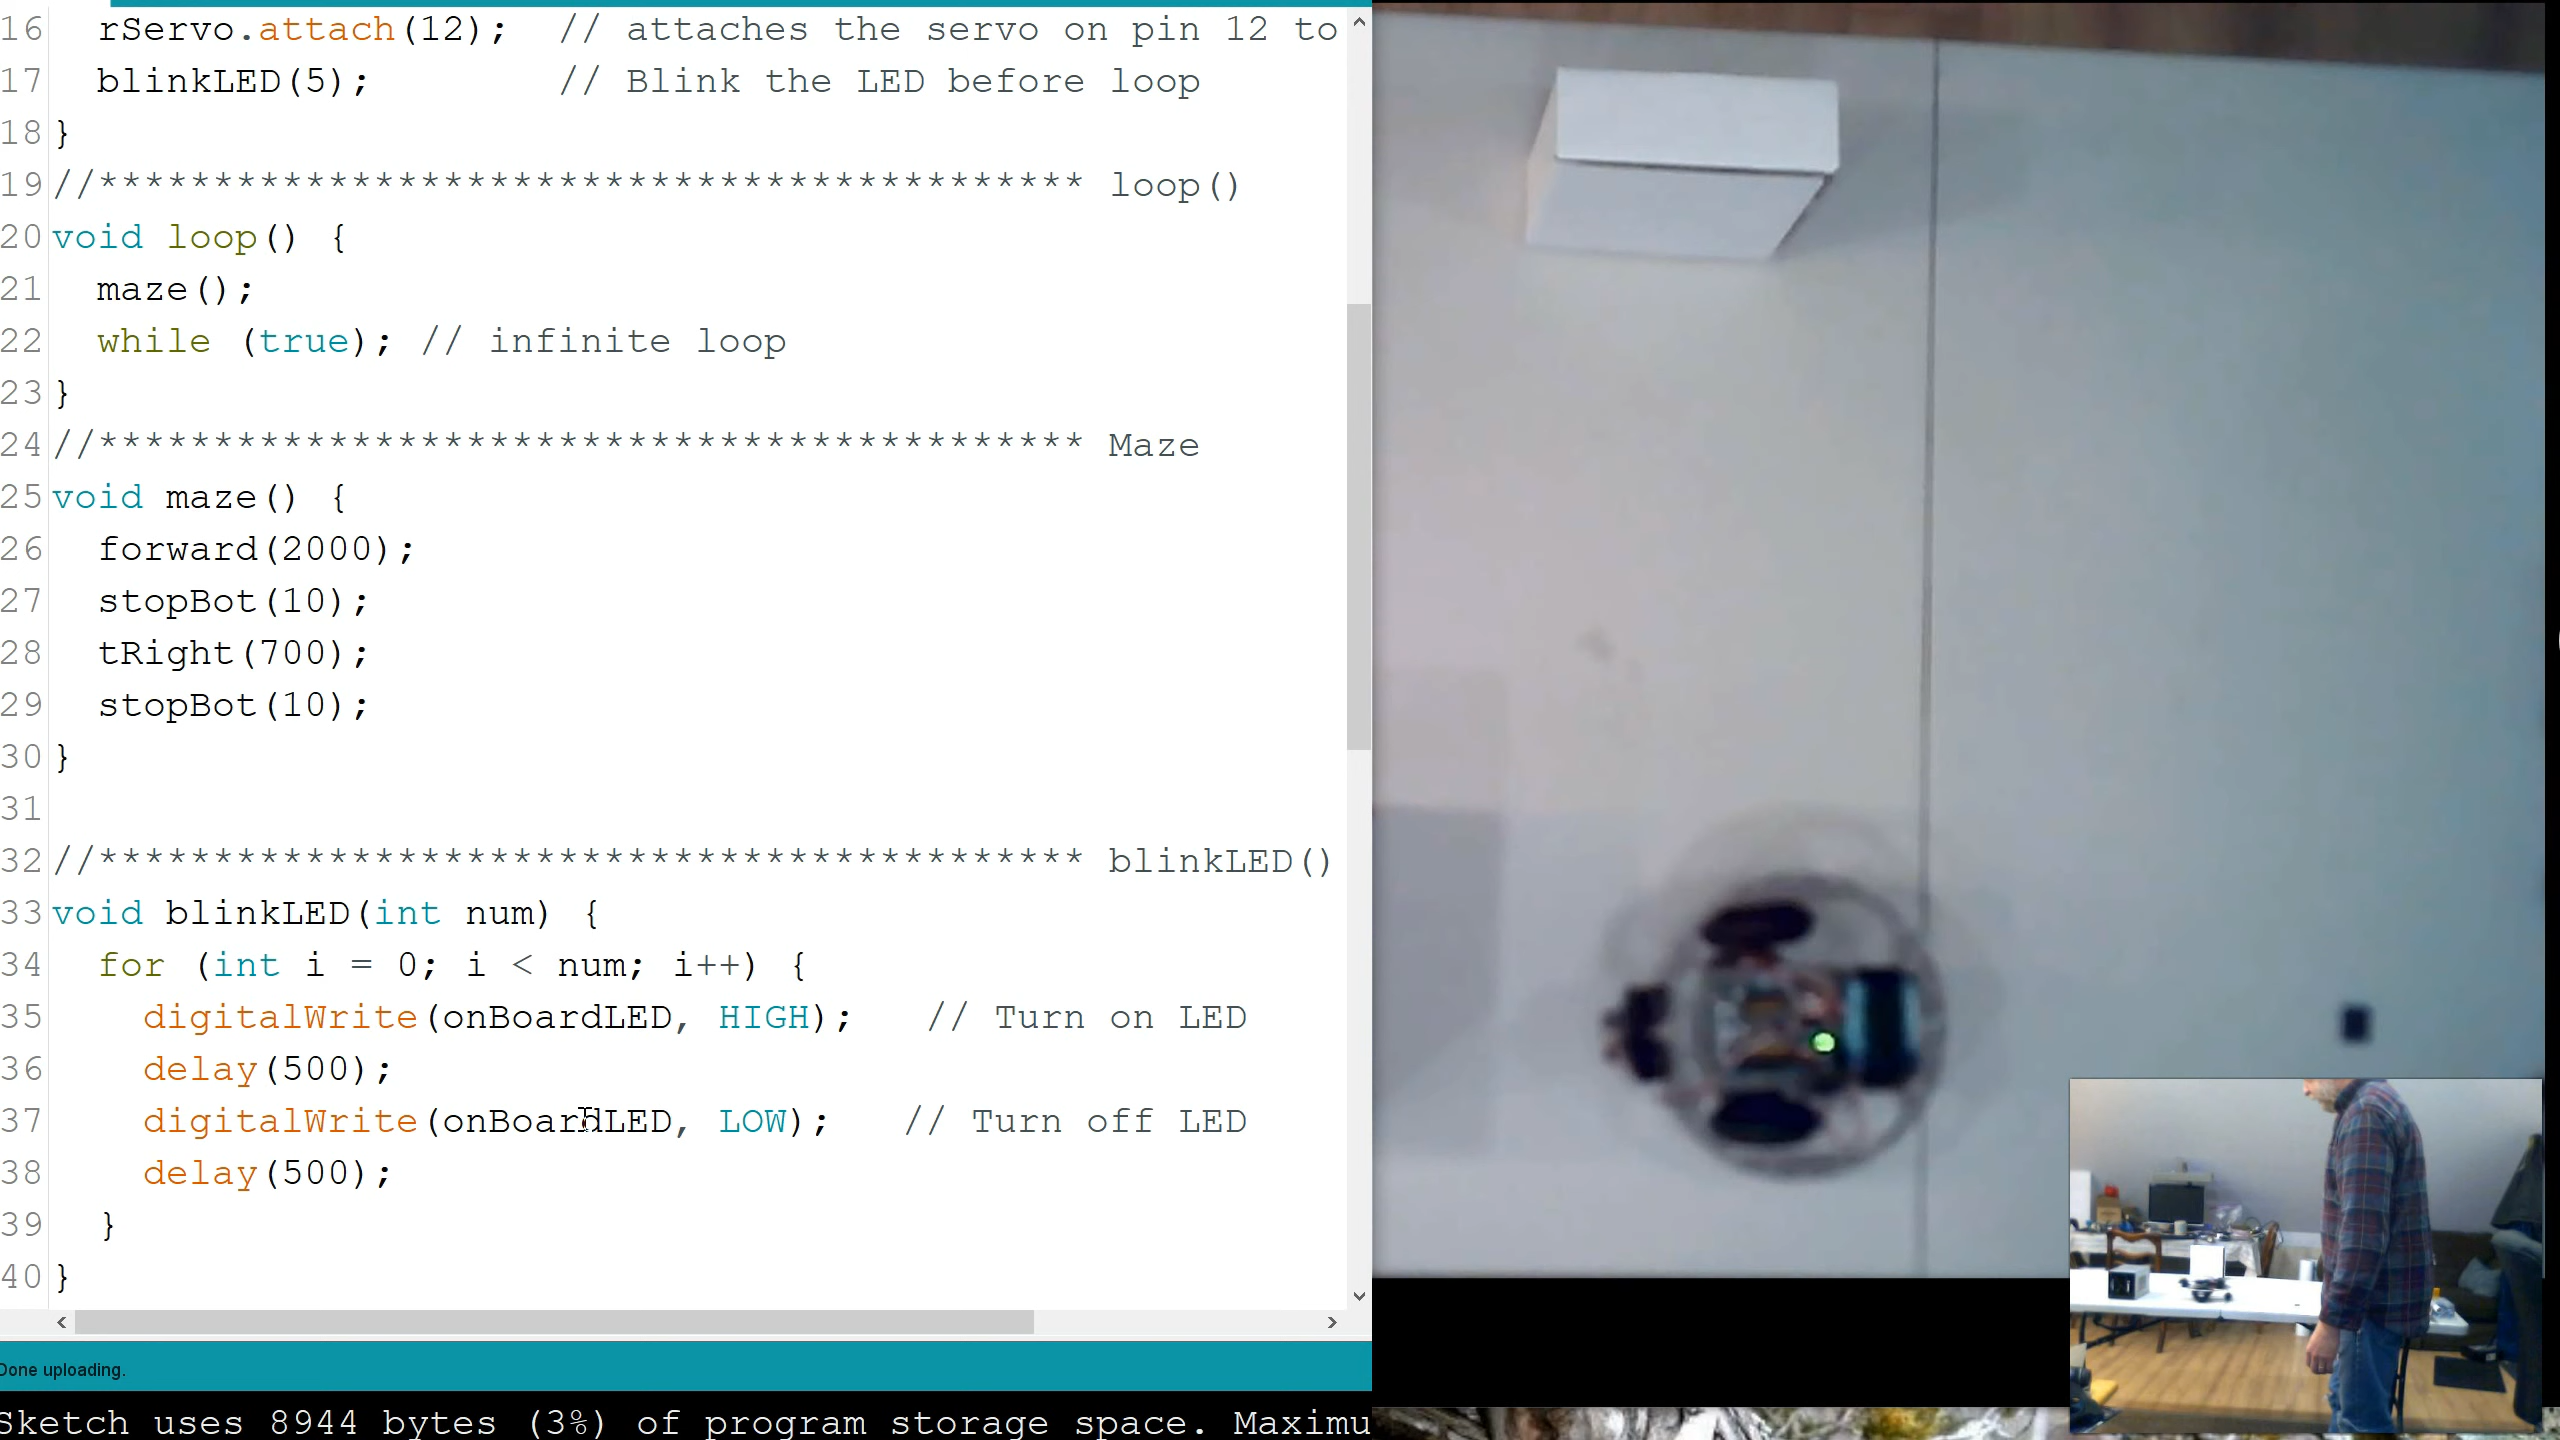 16 rServo.attach(12); // attaches the servo on pin 12 to
17 blinkLED(5); // Blink the LED before loop
18 }
19 //******************************************* loop()
20 void loop() {
21 maze();
22 while (true); // infinite loop
23 }
24 //******************************************* Maze
25 void maze() {
26 forward(2000);
27 stopBot(10);
28 tRight(700);
29 stopBot(10);
30 }
31
32 //******************************************* blinkLED()
33 void blinkLED(int num) {
34 for (int i = 0; i < num; i++) {
35 digitalWrite(onBoardLED, HIGH); // Turn on LED
36 delay(500);
37 digitalWrite(onBoardLED, LOW); // Turn off LED
38 delay(500);
39 }
40 }
Done uploading.
Sketch uses 8944 bytes (3%) of program storage space. Maximu